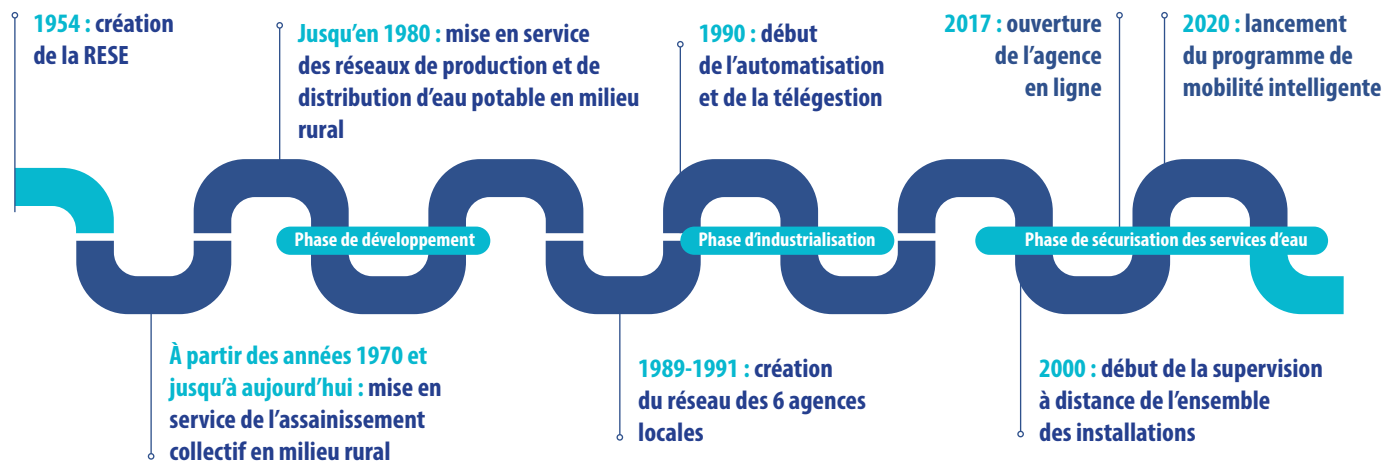 1954 : création
de la RESE
Jusqu’en 1980 : mise en service
des réseaux de production et de
distribution d’eau potable en milieu
rural
1990 : début
de l’automatisation
et de la télégestion
2017 : ouverture
de l’agence
en ligne
2020 : lancement
du programme de
mobilité intelligente
Phase de développement
Phase d’industrialisation
Phase de sécurisation des services d’eau
À partir des années 1970 et
jusqu’à aujourd’hui : mise en
service de l’assainissement
collectif en milieu rural
1989-1991 : création
du réseau des 6 agences
locales
2000 : début de la supervision
à distance de l’ensemble
des installations